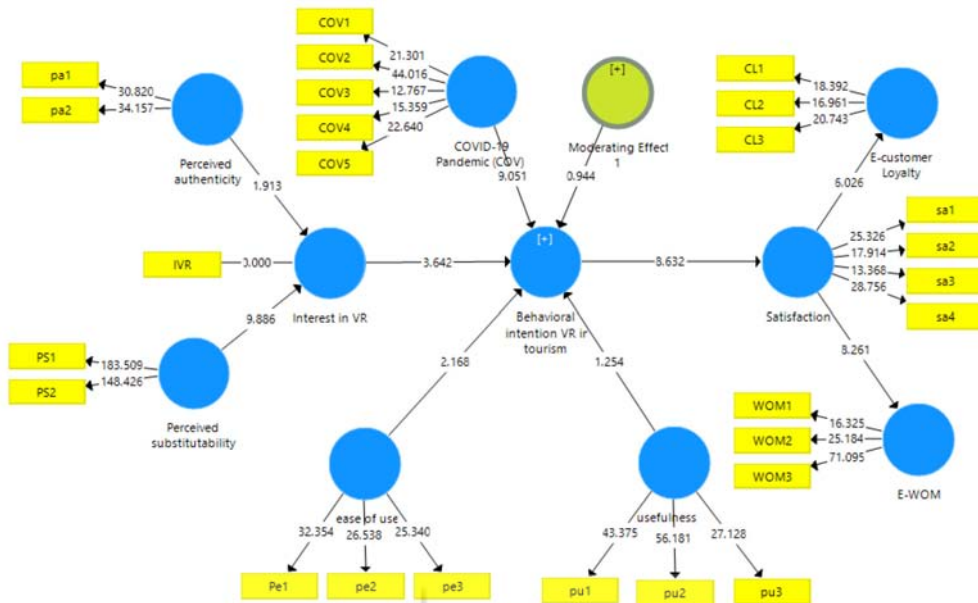 pa1
pa2
30.820
34.157
Perceived
authenticity
1.913
COV1
COV2
COV3
COV4
COV5
21.301
44.016
12.767
15.359
22.640
COVID-19
Pandemic (COV)
9.051
[+]
Moderating Effect
1
0.944
CL1
CL2
CL3
18.392
16.961
20.743
E-customer
Loyalty
6.026
IVR
0.000
Interest in VR
3.642
[+]
Behavioral
intention VR ir
tourism
8.632
Satisfaction
sa1
sa2
sa3
sa4
25.326
17.914
13.368
28.756
9.886
PS1
PS2
183.509
148.426
Perceived
substitutability
2.168
1.254
8.261
WOM1
WOM2
WOM3
16.325
25.184
71.095
E-WOM
ease of use
32.354
26.538
25.340
Pe1
pe2
pe3
usefulness
43.375
56.181
27.128
pu1
pu2
pu3